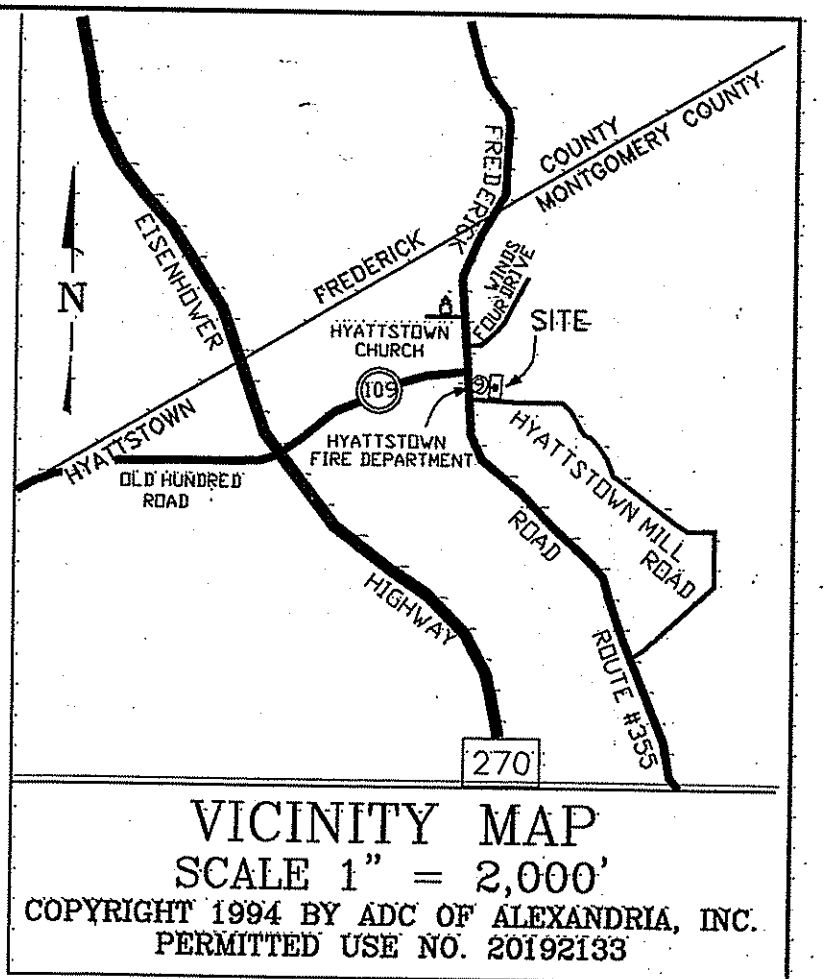 FREDERICK
COUNTY
MONTGOMERY COUNTY
EISENHOWER
FREDERICK
N
WINDS
FOUR DRIVE
HYATTSTOWN
CHURCH
SITE
109
9
HYATTSTOWN
HYATTSTOWN
FIRE DEPARTMENT
HYATTSTOWN MILL
ROAD
OLD HUNDRED
ROAD
ROAD
HIGHWAY
ROUTE #355
270
VICINITY MAP
SCALE 1" = 2,000'
COPYRIGHT 1994 BY ADC OF ALEXANDRIA, INC.
PERMITTED USE NO. 20192133